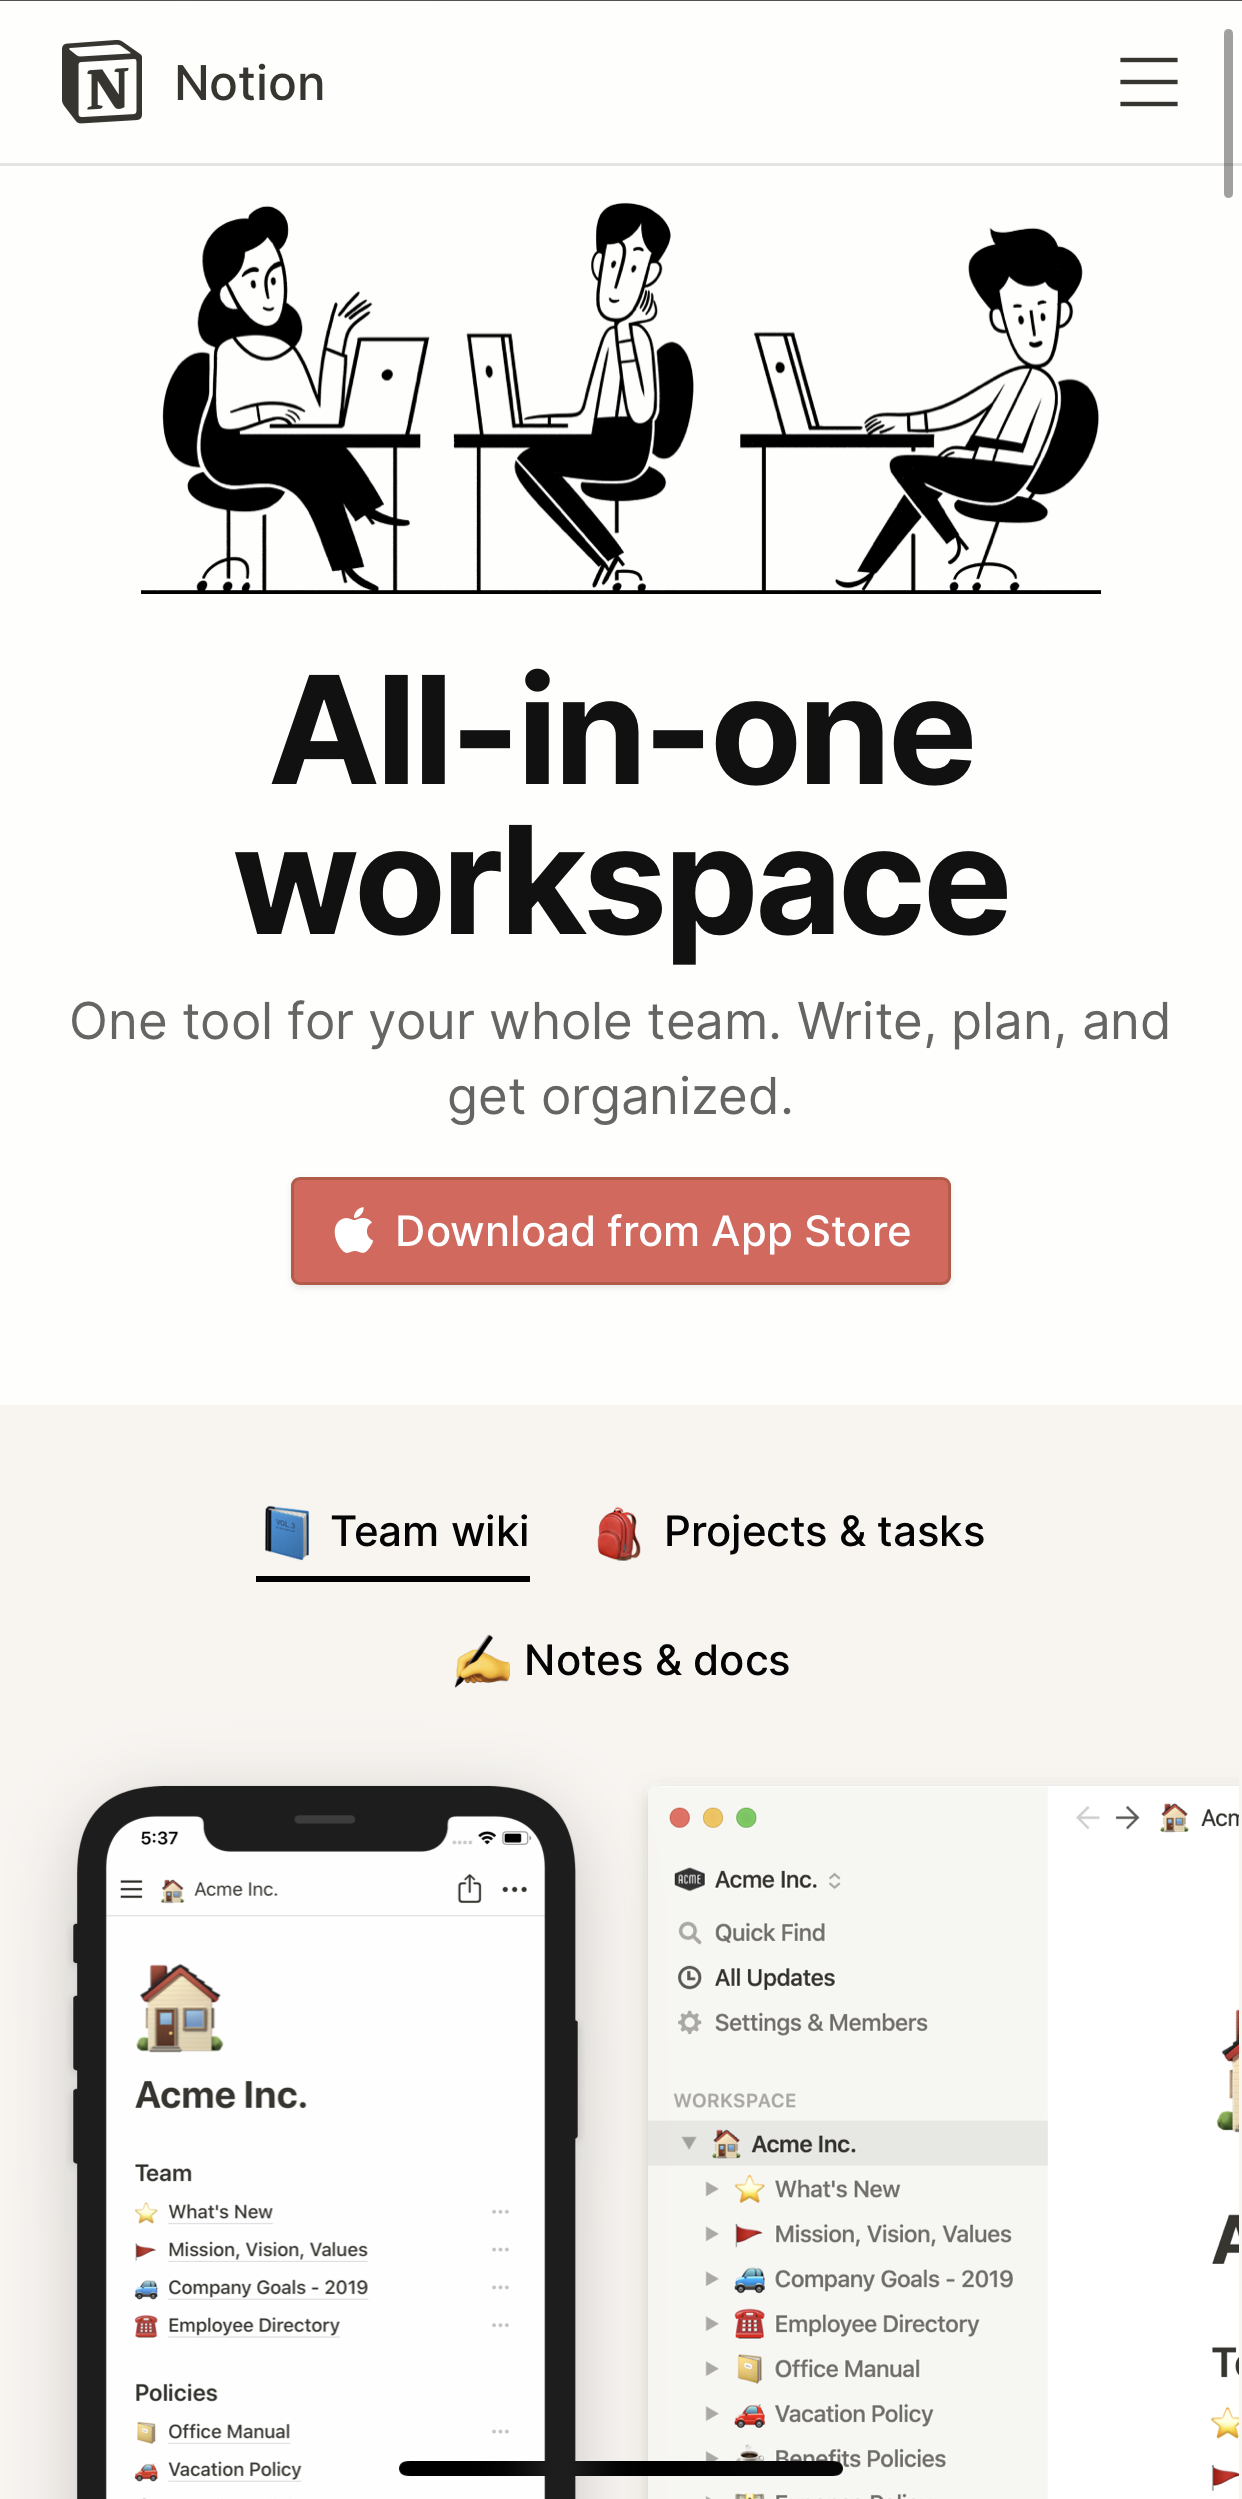 N Notion
All-in-one
workspace
One tool for your whole team. Write, plan, and
get organized.
Download from App Store
Team wiki
Projects & tasks
Notes & docs
5:37
Acme Inc.
Acme Inc.
Team
What's New
Mission, Vision, Values
Company Goals - 2019
Employee Directory
Policies
Office Manual
Vacation Policy
ACME Acme Inc.
Quick Find
All Updates
Settings & Members
WORKSPACE
Acme Inc.
What's New
Mission, Vision, Values
Company Goals - 2019
Employee Directory
Office Manual
Vacation Policy
Benefits Policies